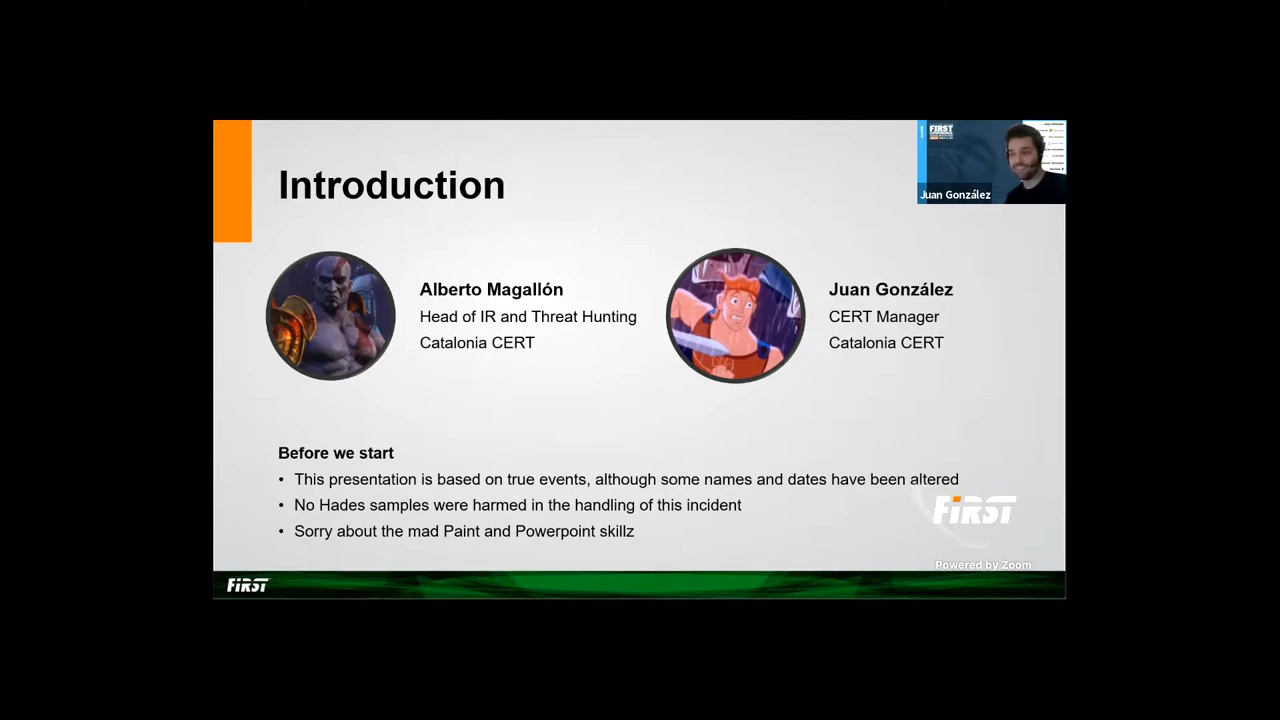 Introduction
FIRST
Juan González
Alberto Magallón
Head of IR and Threat Hunting
Catalonia CERT
Juan González
CERT Manager
Catalonia CERT
Before we start
• This presentation is based on true events, although some names and dates have been altered
• No Hades samples were harmed in the handling of this incident
• Sorry about the mad Paint and Powerpoint skillz
FiRST
Powered by Zoom
FiRST